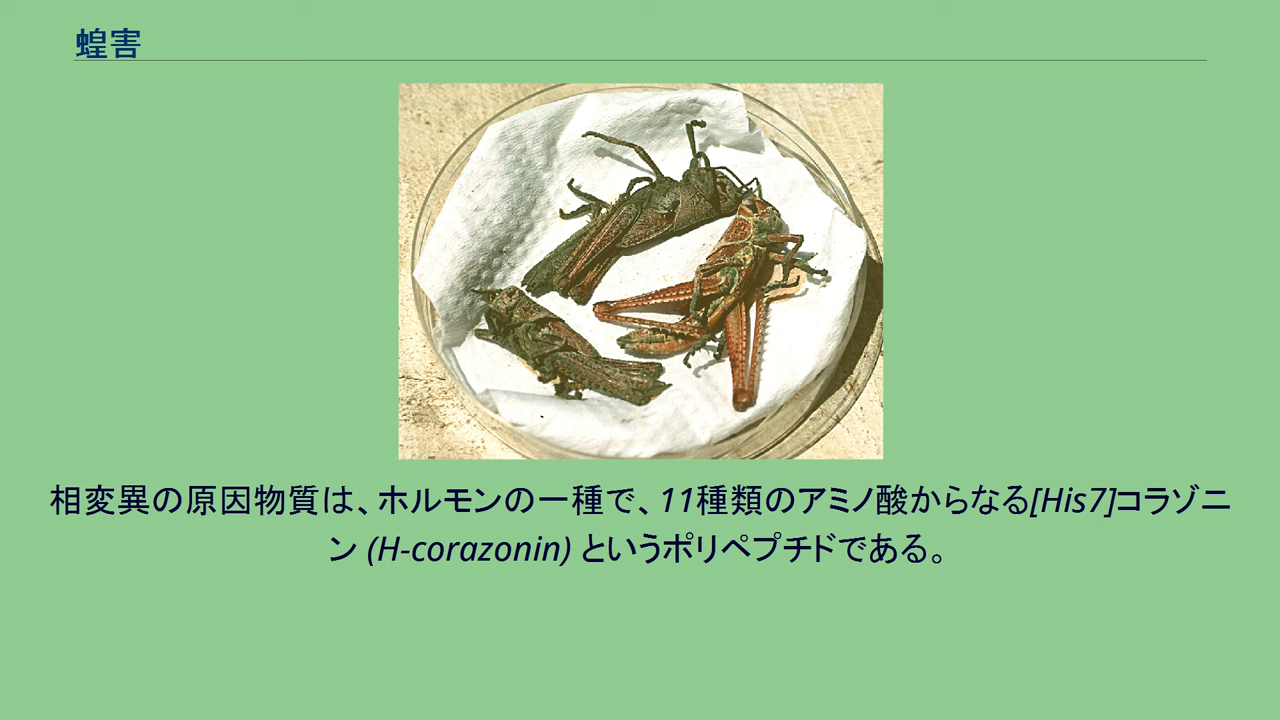 蝗害
相変異の原因物質は、ホルモンの一種で、11種類のアミノ酸からなる[His7]コラゾニ
ン (H-corazonin) というポリペプチドである。